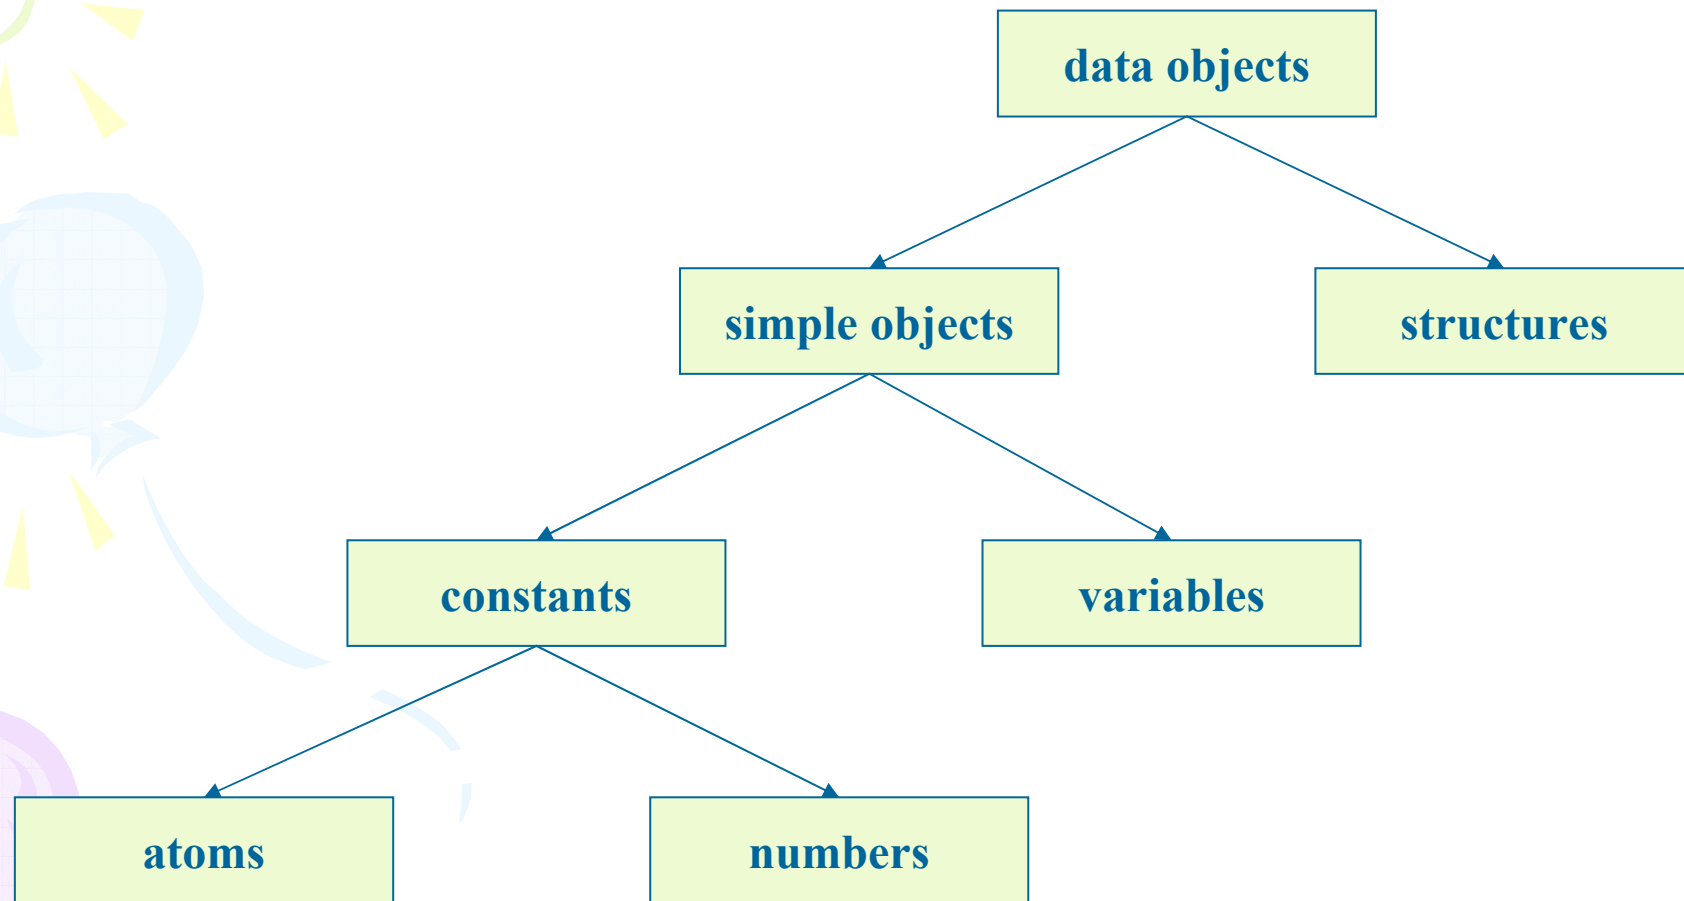 data objects
simple objects
structures
constants
variables
atoms
numbers